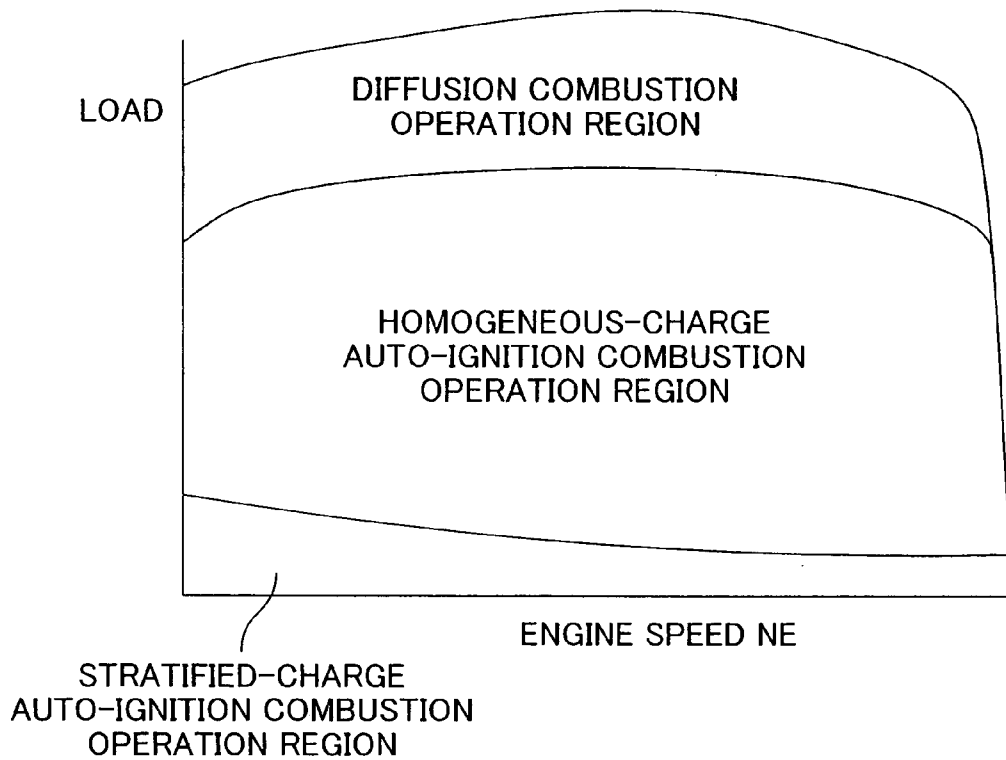 LOAD
DIFFUSION COMBUSTION
OPERATION REGION
HOMOGENEOUS-CHARGE
AUTO-IGNITION COMBUSTION
OPERATION REGION
ENGINE SPEED NE
STRATIFIED-CHARGE
AUTO-IGNITION COMBUSTION
OPERATION REGION